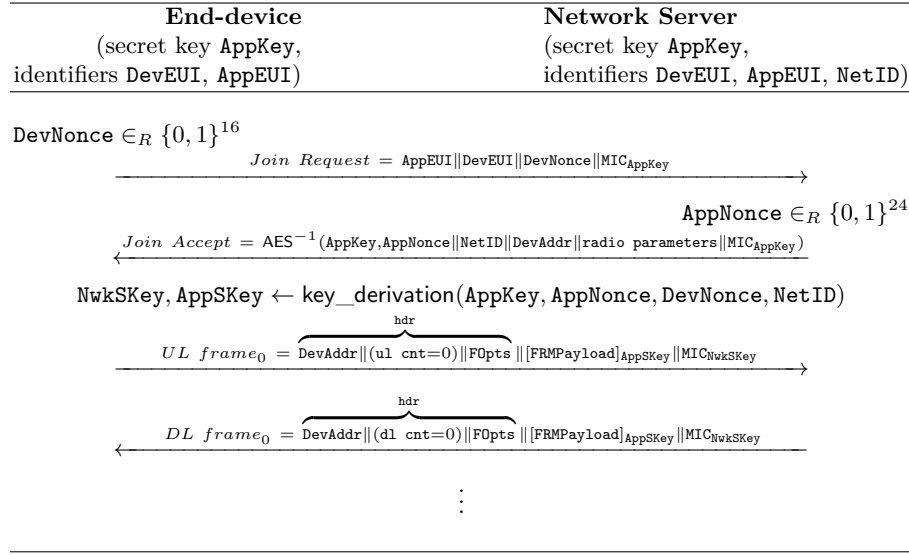 End-device Network Server
(secret key AppKey, (secret key AppKey,
identifiers DevEUI, AppEUI) identifiers DevEUI, AppEUI, NetID)
DevNonce ∈_R {0, 1}^16
Join Request = AppEUI‖DevEUI‖DevNonce‖MIC_AppKey
AppNonce ∈_R {0, 1}^24
Join Accept = AES^−1(AppKey,AppNonce‖NetID‖DevAddr‖radio parameters‖MIC_AppKey)
NwkSKey, AppSKey ← key_derivation(AppKey, AppNonce, DevNonce, NetID)
hdr
UL frame_0 = DevAddr‖(ul cnt=0)‖FOpts‖[FRMPayload]_AppSKey‖MIC_NwkSKey
hdr
DL frame_0 = DevAddr‖(dl cnt=0)‖FOpts‖[FRMPayload]_AppSKey‖MIC_NwkSKey
⋮